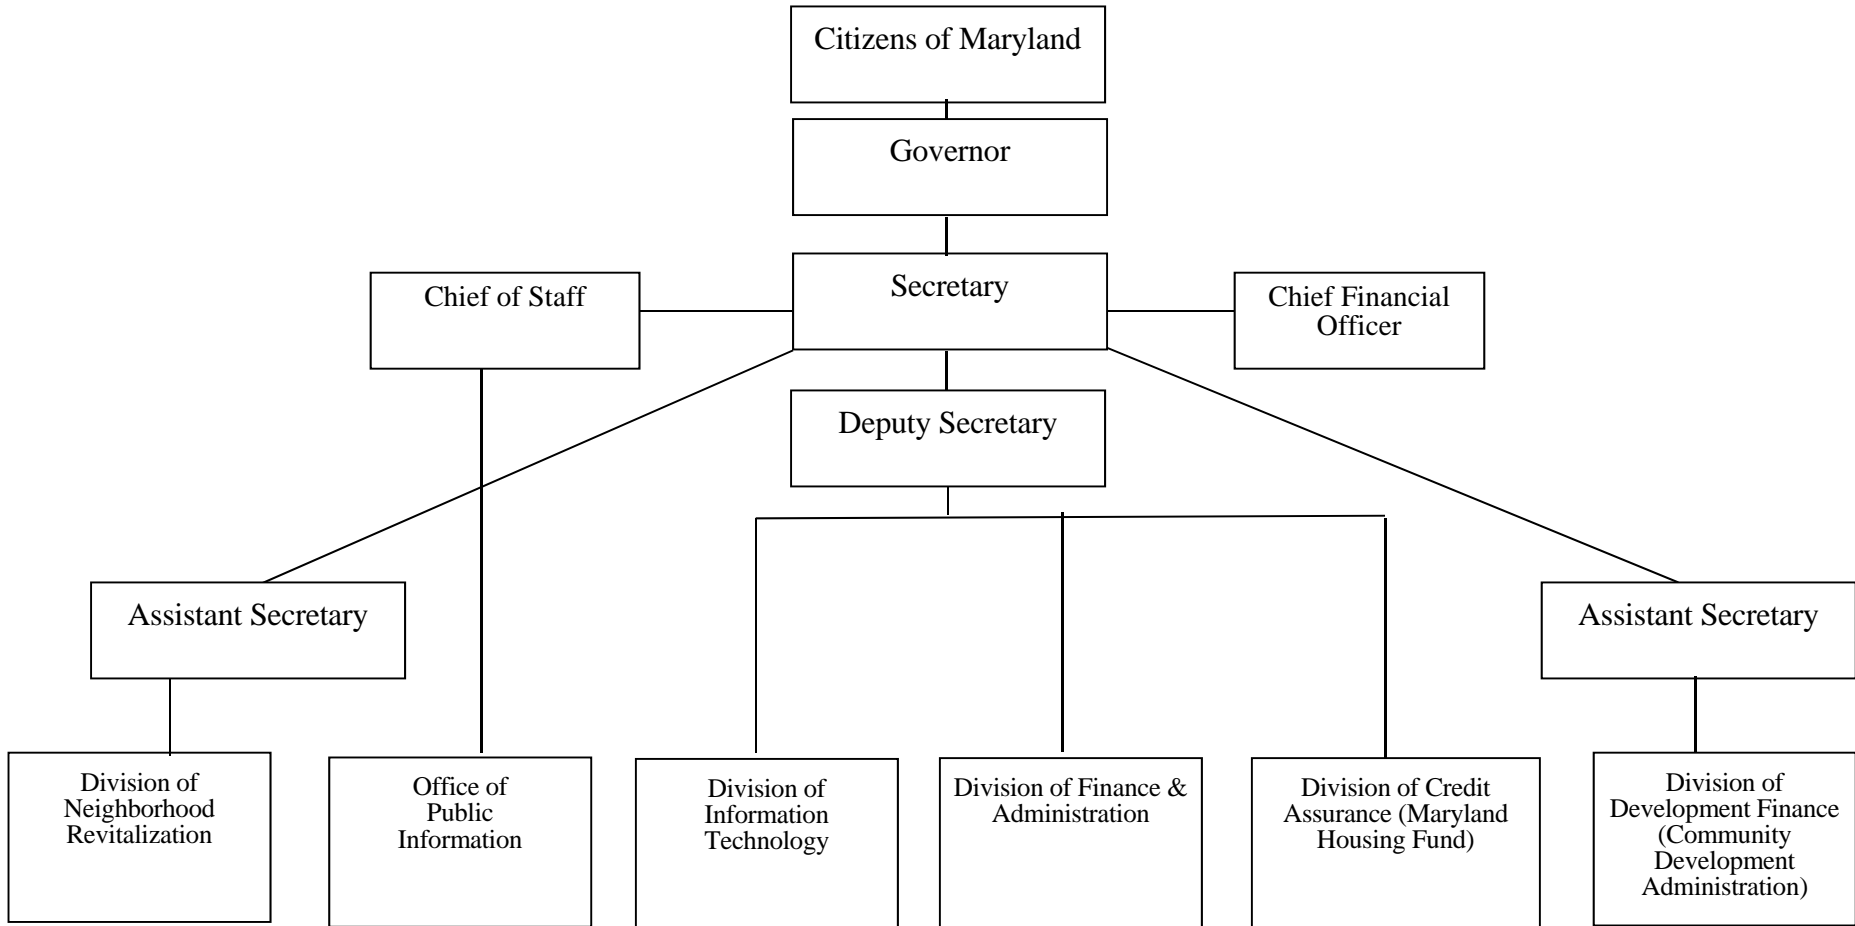 Citizens of Maryland
Governor
Secretary
Chief of Staff
Chief Financial
Officer
Deputy Secretary
Assistant Secretary
Assistant Secretary
Division of
Neighborhood
Revitalization
Office of
Public
Information
Division of
Information
Technology
Division of Finance &
Administration
Division of Credit
Assurance (Maryland
Housing Fund)
Division of
Development Finance
(Community
Development
Administration)